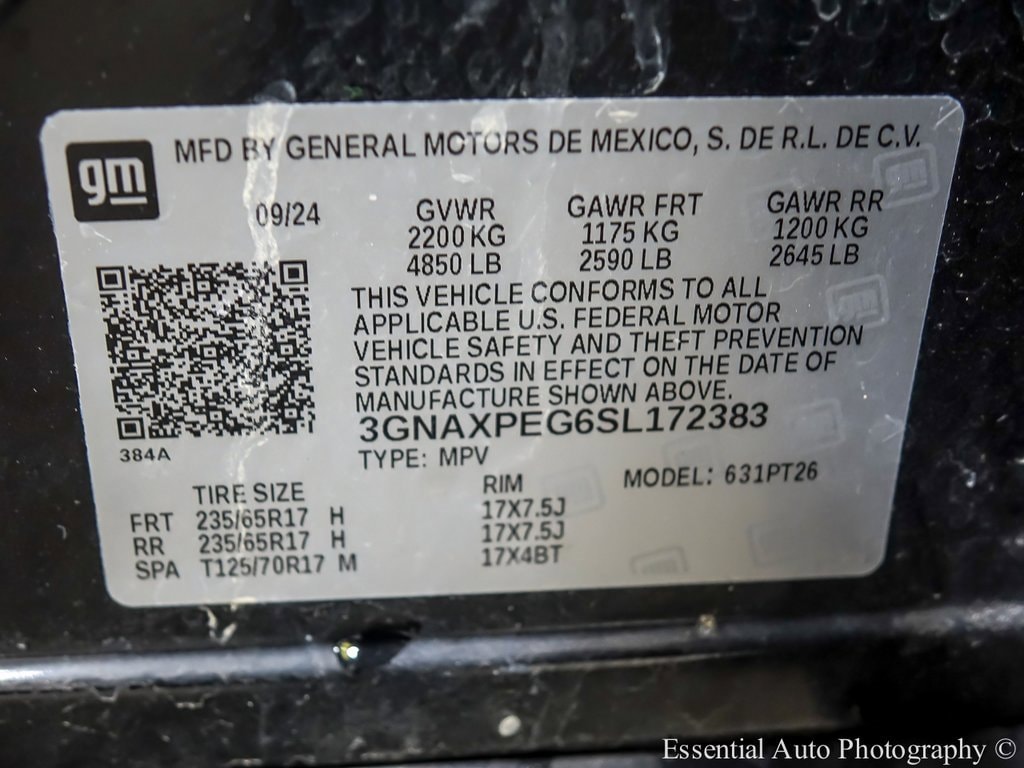 gm
MFD BY GENERAL MOTORS DE MEXICO, S. DE R.L. DE C.V.
09/24 GVWR GAWR FRT GAWR RR
2200 KG 1175 KG 1200 KG
4850 LB 2590 LB 2645 LB
THIS VEHICLE CONFORMS TO ALL
APPLICABLE U.S. FEDERAL MOTOR
VEHICLE SAFETY AND THEFT PREVENTION
STANDARDS IN EFFECT ON THE DATE OF
MANUFACTURE SHOWN ABOVE.
3GNAXPEG6SL172383
384A
TYPE: MPV
MODEL: 631PT26
TIRE SIZE RIM
FRT 235/65R17 H 17X7.5J
RR 235/65R17 H 17X7.5J
SPA T125/70R17 M 17X4BT
Essential Auto Photography ©